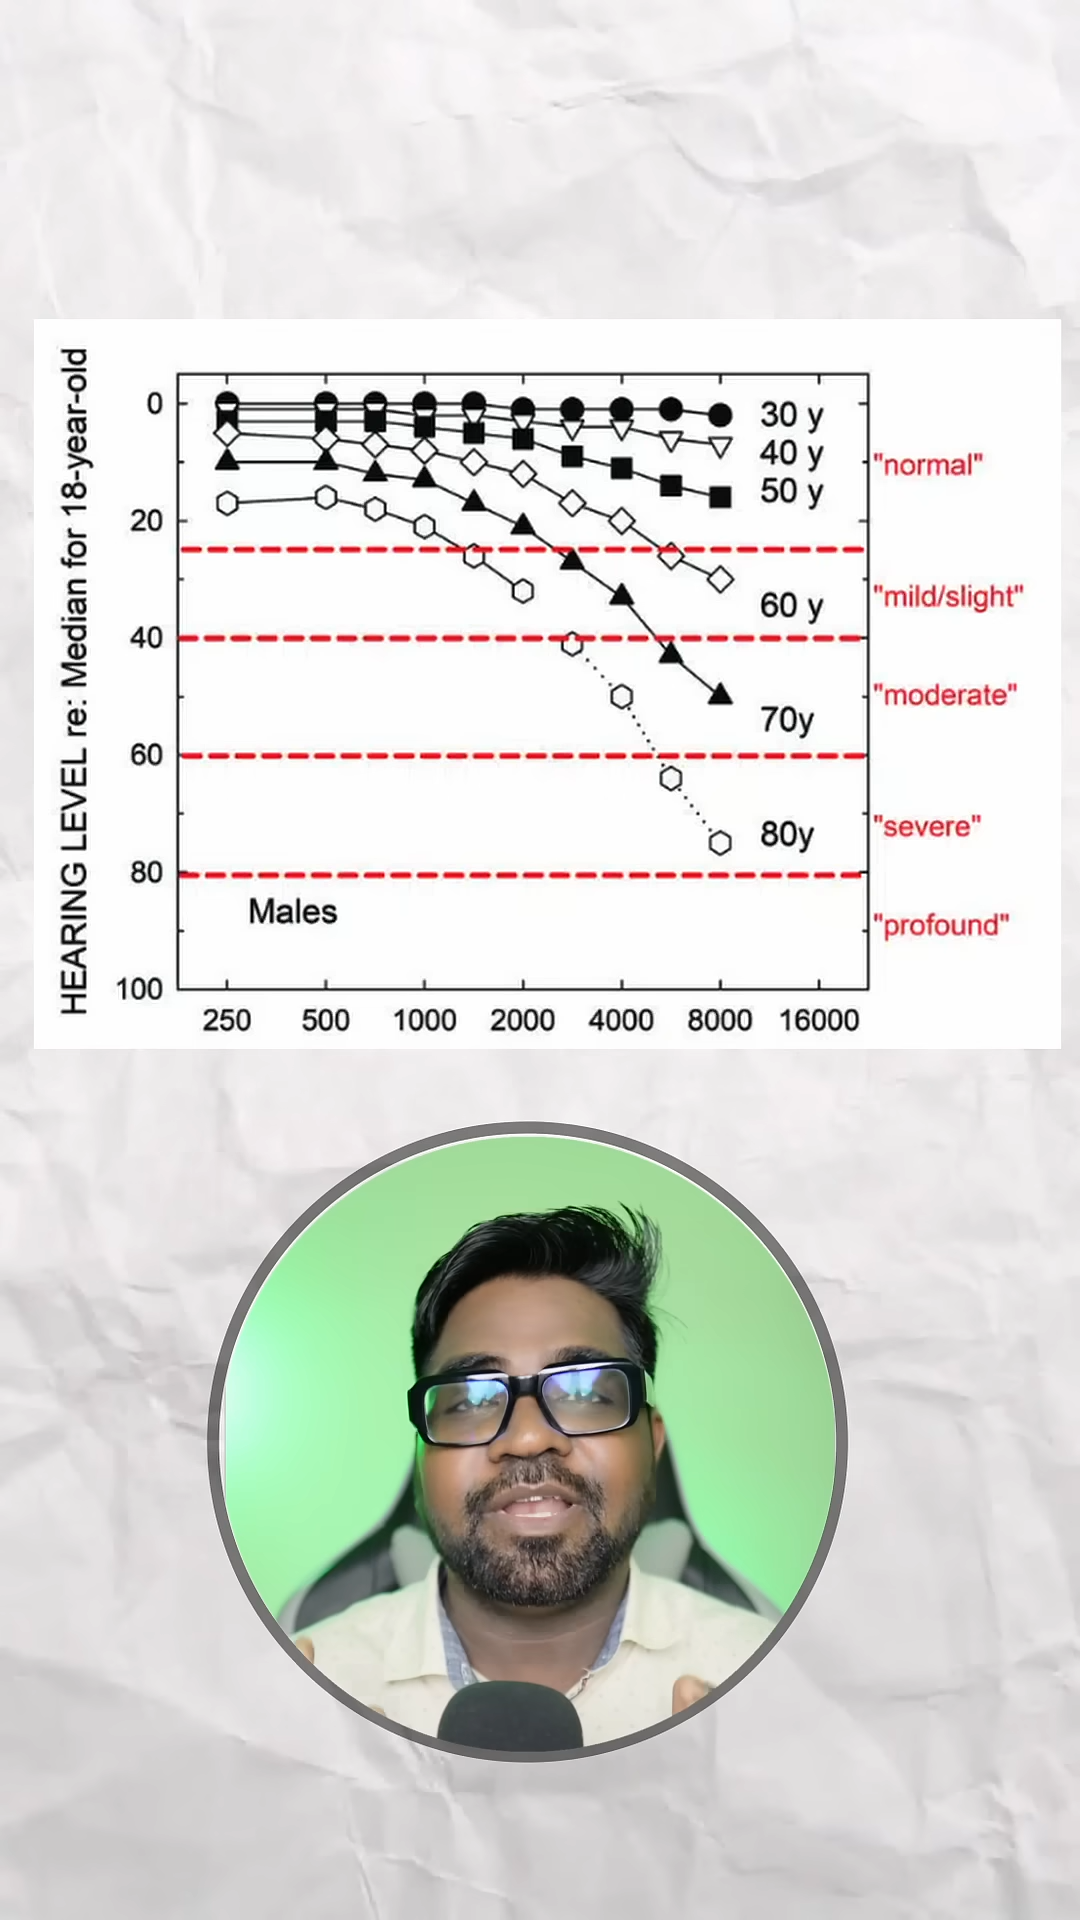 HEARING LEVEL re: Median for 18-year-old
0
20
40
60
80
100
30 y
40 y
50 y
60 y
70y
80y
"normal"
"mild/slight"
"moderate"
"severe"
"profound"
Males
250 500 1000 2000 4000 8000 16000